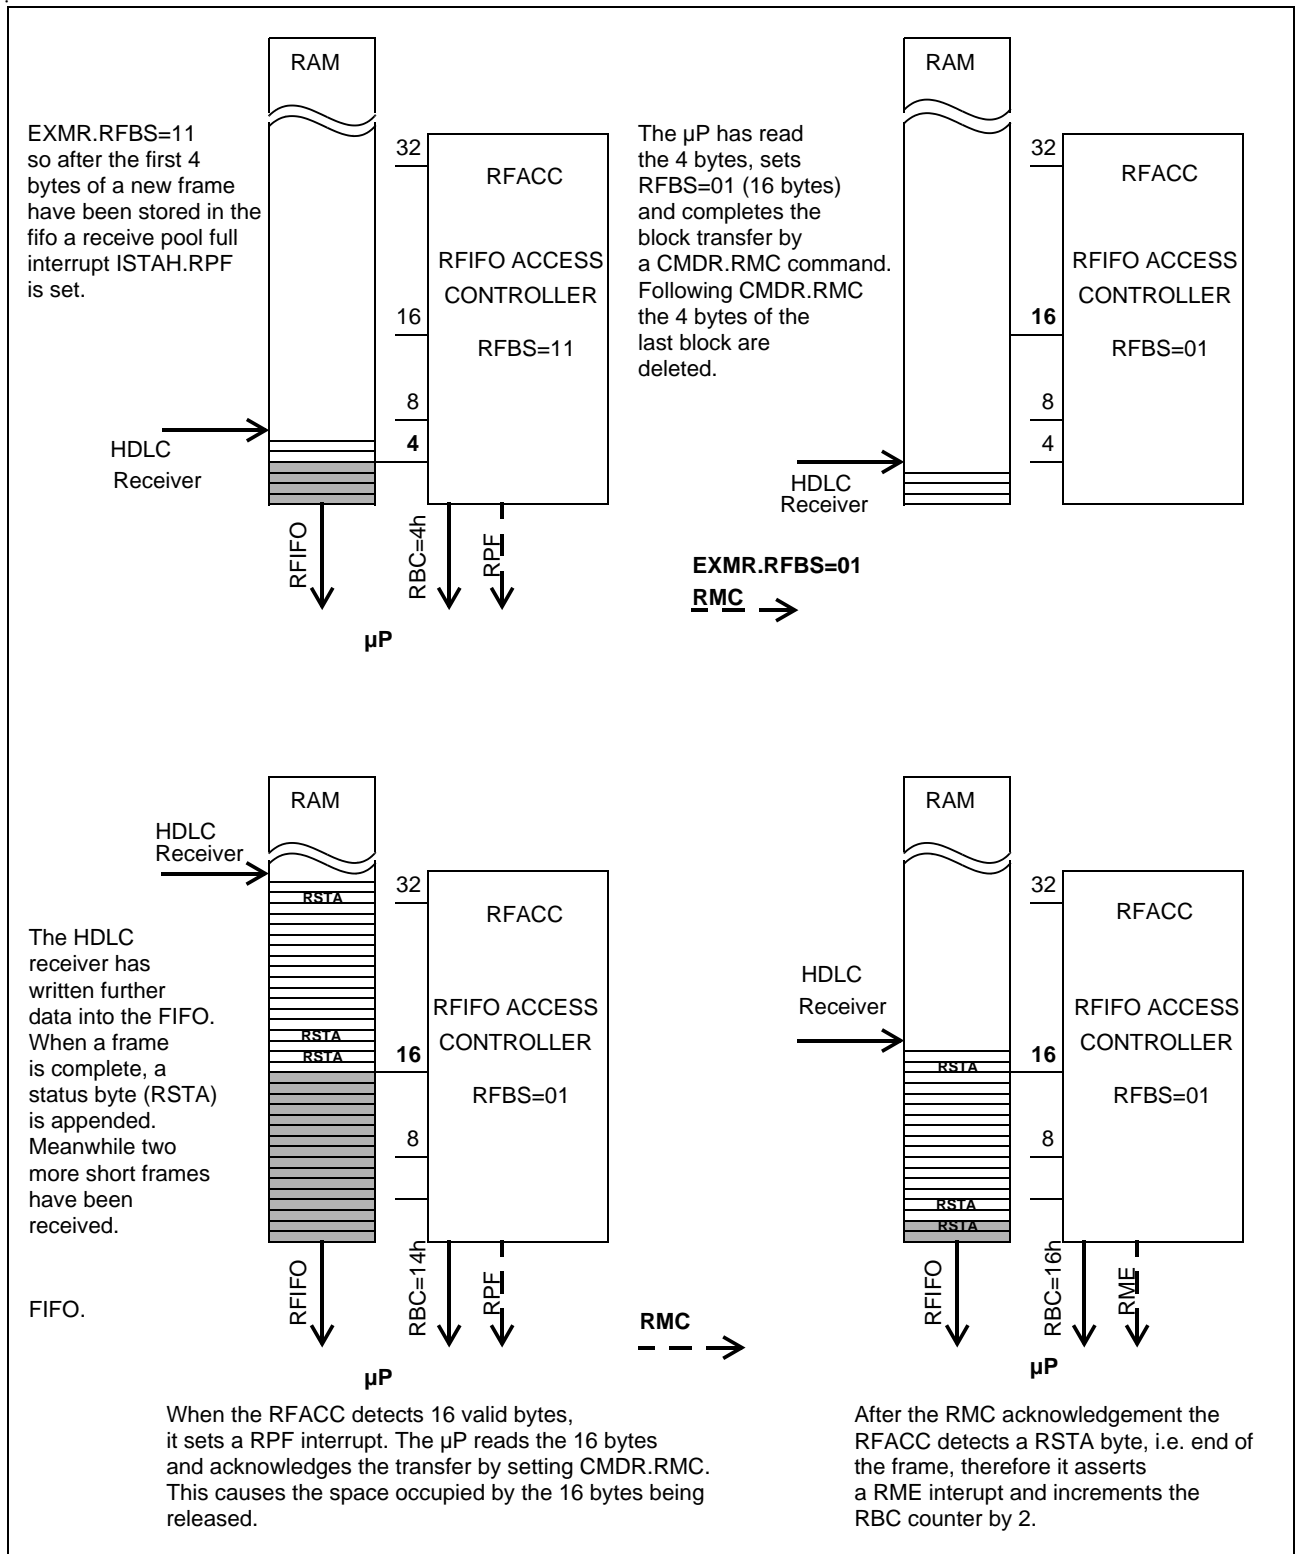 RAM
EXMR.RFBS=11
so after the first 4
bytes of a new frame
have been stored in the
fifo a receive pool full
interrupt ISTAH.RPF
is set.
32
RFACC
RFIFO ACCESS
CONTROLLER
16
RFBS=11
8
4
HDLC
Receiver
RFIFO
RBC=4h
RPF
µP
The µP has read
the 4 bytes, sets
RFBS=01 (16 bytes)
and completes the
block transfer by
a CMDR.RMC command.
Following CMDR.RMC
the 4 bytes of the
last block are
deleted.
RAM
32
RFACC
RFIFO ACCESS
CONTROLLER
16
RFBS=01
8
4
HDLC
Receiver
EXMR.RFBS=01
RMC
RAM
HDLC
Receiver
RSTA
32
RFACC
The HDLC
receiver has
written further
data into the FIFO.
When a frame
is complete, a
status byte (RSTA)
is appended.
Meanwhile two
more short frames
have been
received.
RFIFO ACCESS
RSTA
CONTROLLER
RSTA
16
RFBS=01
8
FIFO.
RFIFO
RBC=14h
RPF
µP
RMC
When the RFACC detects 16 valid bytes,
it sets a RPF interrupt. The µP reads the 16 bytes
and acknowledges the transfer by setting CMDR.RMC.
This causes the space occupied by the 16 bytes being
released.
RAM
32
RFACC
HDLC
Receiver
RFIFO ACCESS
CONTROLLER
16
RSTA
RFBS=01
8
RSTA
RSTA
RFIFO
RBC=16h
RME
µP
After the RMC acknowledgement the
RFACC detects a RSTA byte, i.e. end of
the frame, therefore it asserts
a RME interupt and increments the
RBC counter by 2.